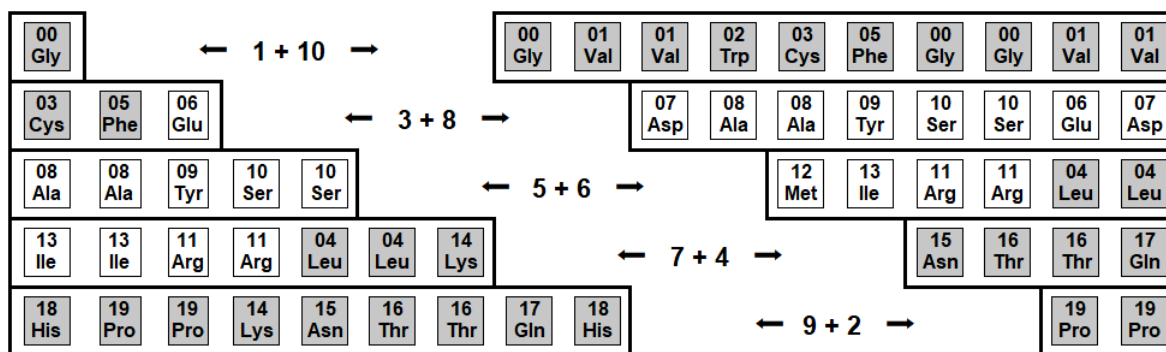 00 ← 1 + 10 → 00 01 01 02 03 05 00 00 01 01
Gly Gly Val Val Trp Cys Phe Gly Gly Val Val
03 05 06 ← 3 + 8 → 07 08 08 09 10 10 06 07
Cys Phe Glu Asp Ala Ala Tyr Ser Ser Glu Asp
08 08 09 10 10 ← 5 + 6 → 12 13 11 11 04 04
Ala Ala Tyr Ser Ser Met Ile Arg Arg Leu Leu
13 13 11 11 04 04 14 ← 7 + 4 → 15 16 16 17
Ile Ile Arg Arg Leu Leu Lys Asn Thr Thr Gln
18 19 19 14 15 16 16 17 18 ← 9 + 2 → 19 19
His Pro Pro Lys Asn Thr Thr Gln His Pro Pro